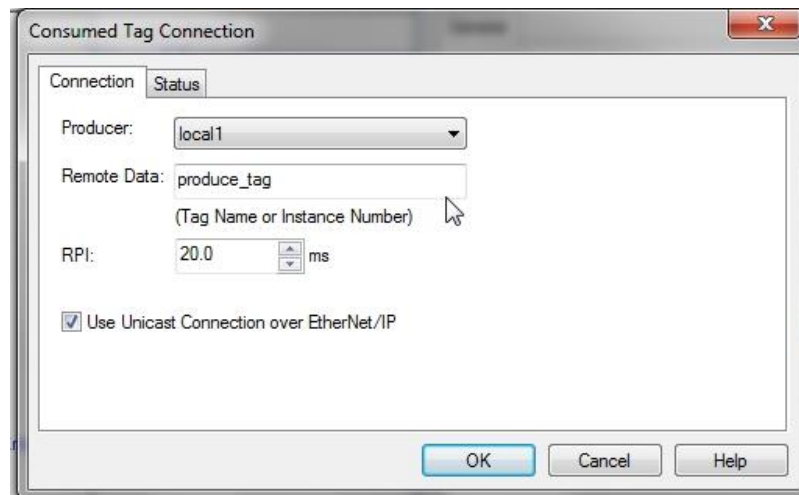 Consumed Tag Connection
Connection Status
Producer: local1
Remote Data: produce_tag
(Tag Name or Instance Number)
RPI: 20.0 ms
Use Unicast Connection over EtherNet/IP
OK Cancel Help